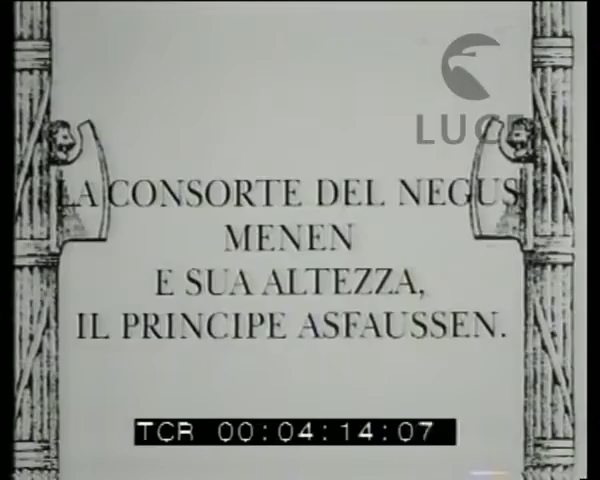 LUCE
LA CONSORTE DEL NEGUS
MENEN
E SUA ALTEZZA,
IL PRINCIPE ASFAUSSEN.
TCR 00:04:14:07